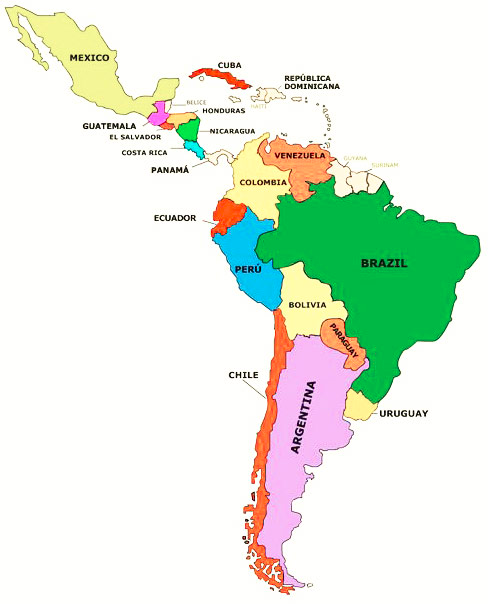 MEXICO
CUBA
REPÚBLICA
DOMINICANA
HAITI
BELICE
HONDURAS
GUATEMALA
EL SALVADOR
NICARAGUA
COSTA RICA
PANAMÁ
VENEZUELA
GUYANA
SURINAM
COLOMBIA
ECUADOR
PERÚ
BRAZIL
BOLIVIA
PARAGUAY
CHILE
ARGENTINA
URUGUAY